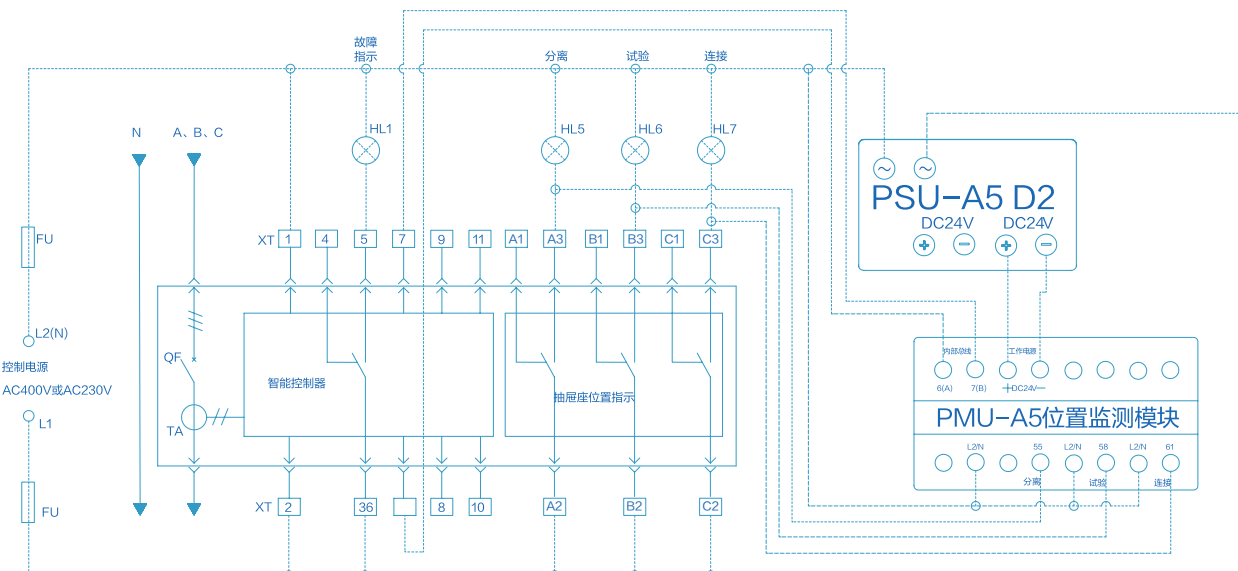 故障
指示
分离
试验
连接
N
A、B、C
HL1
HL5
HL6
HL7
PSU-A5 D2
DC24V
DC24V
FU
XT
1
4
5
7
9
11
A1
A3
B1
B3
C1
C3
L2(N)
控制电源
AC400V或AC230V
L1
QF
TA
智能控制器
抽屉座位置指示
内部总线
工作电源
6(A)
7(B)
+DC24V-
PMU-A5位置监测模块
L2/N
55
L2/N
58
L2/N
61
分离
试验
连接
FU
XT
2
36
8
10
A2
B2
C2